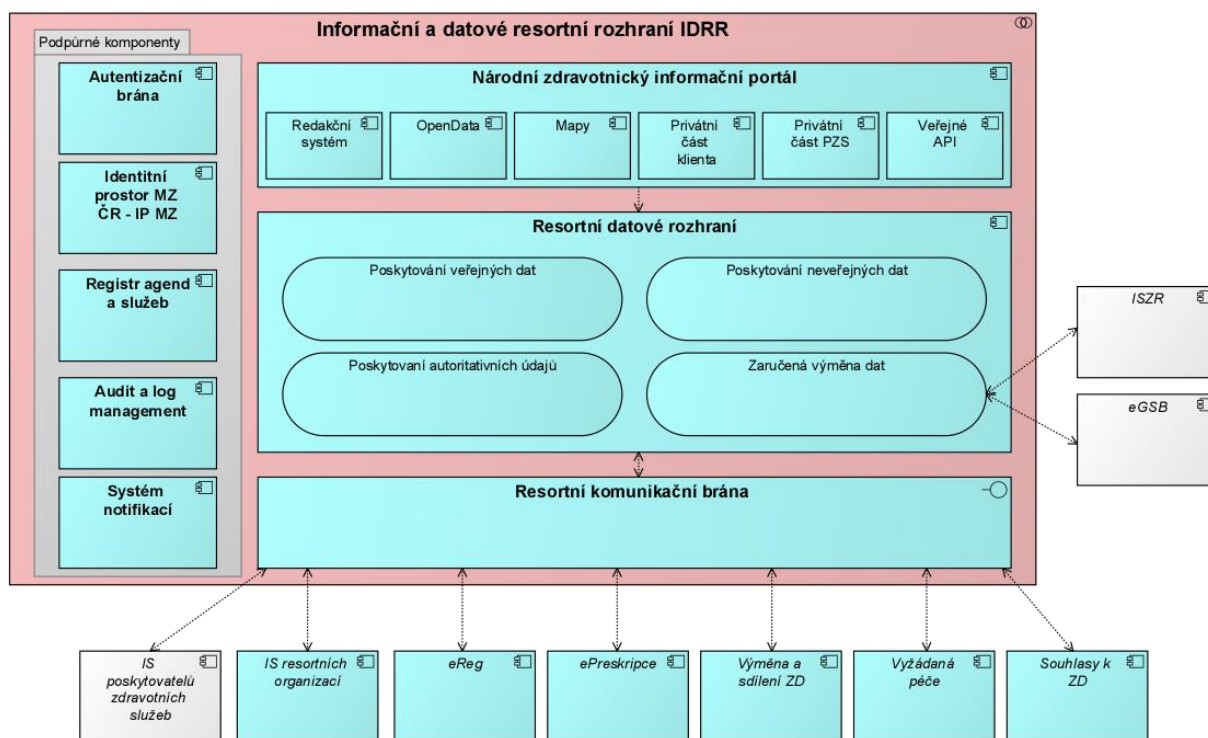 Informační a datové resortní rozhraní IDRR
Podpůrné komponenty
Autentizační
brána
Identitní
prostor MZ
ČR - IP MZ
Registr agend
a služeb
Audit a log
management
Systém
notifikací
Národní zdravotnický informační portál
Redakční
systém
OpenData
Mapy
Privátní
část
klienta
Privátní
část PZS
Veřejné
API
Resortní datové rozhraní
Poskytování veřejných dat
Poskytování neveřejných dat
Poskytovaní autoritativních údajů
Zaručená výměna dat
ISZR
eGSB
Resortní komunikační brána
IS
poskytovatelů
zdravotních
služeb
IS resortních
organizací
eReg
ePreskripce
Výměna a
sdílení ZD
Vyžádaná
péče
Souhlasy k
ZD